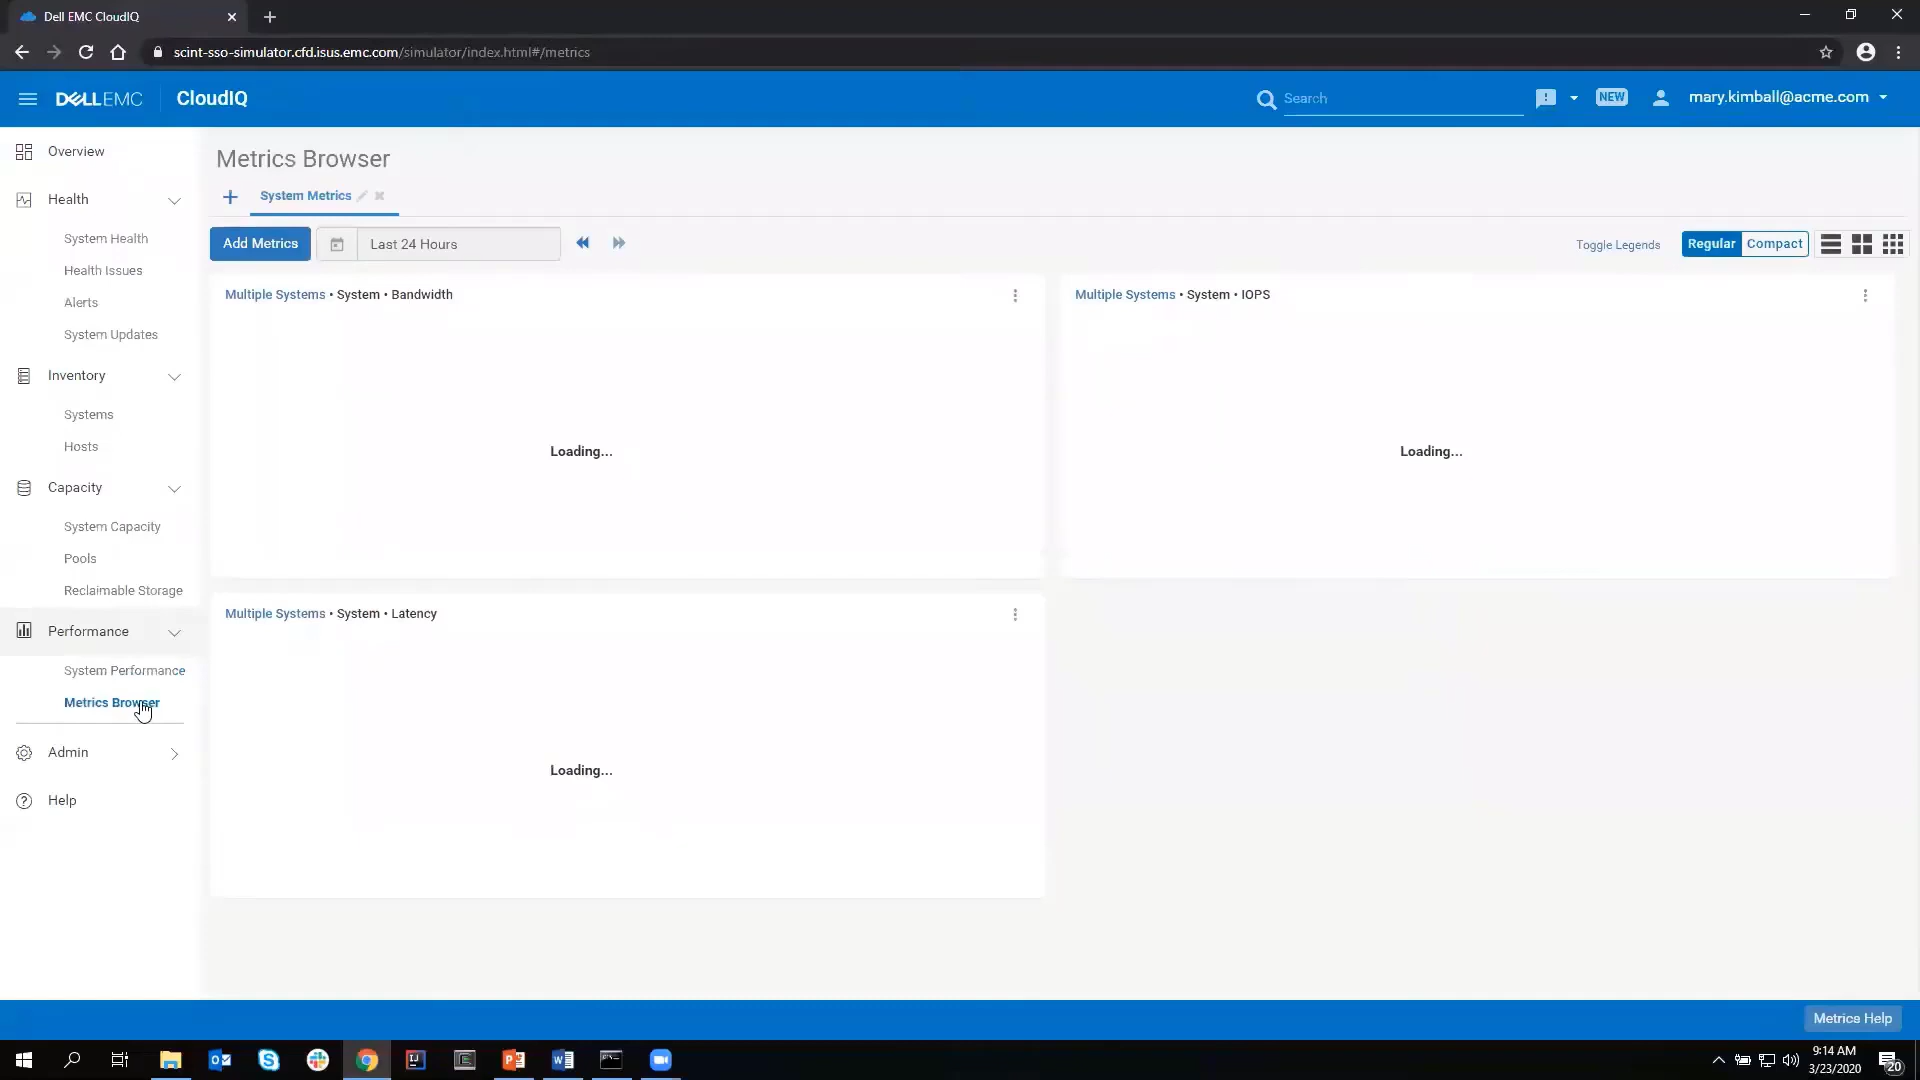 Dell EMC CloudIQ
scint-sso-simulator.cfd.isus.emc.com/simulator/index.html#/metrics
DELLEMC CloudIQ
Search
NEW
mary.kimball@acme.com
Overview
Health
System Health
Health Issues
Alerts
System Updates
Inventory
Systems
Hosts
Capacity
System Capacity
Pools
Reclaimable Storage
Performance
System Performance
Metrics Browser
Admin
Help
Metrics Browser
System Metrics
Add Metrics
Last 24 Hours
Toggle Legends
Regular Compact
Multiple Systems • System • Bandwidth
Loading...
Multiple Systems • System • IOPS
Loading...
Multiple Systems • System • Latency
Loading...
Metrics Help
9:14 AM
3/23/2020
20